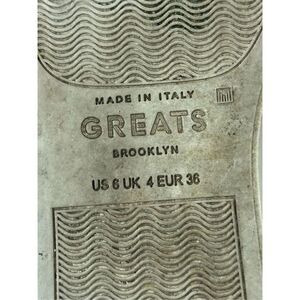 MADE IN ITALY
GREATS
BROOKLYN
US 6 UK 4 EUR 36